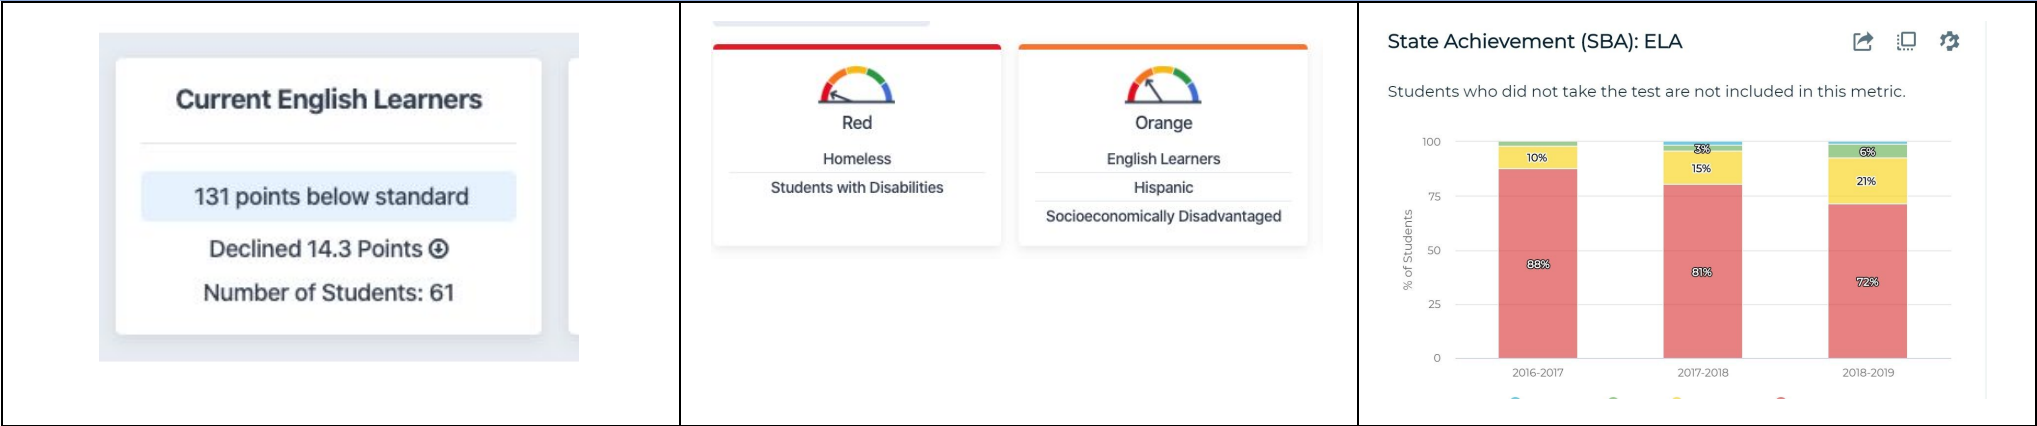 Current English Learners
131 points below standard
Declined 14.3 Points
Number of Students: 61
Red
Homeless
Students with Disabilities
Orange
English Learners
Hispanic
Socioeconomically Disadvantaged
State Achievement (SBA): ELA
Students who did not take the test are not included in this metric.
% of Students
100
75
50
25
0
10%
88%
3%
15%
81%
6%
21%
72%
2016-2017
2017-2018
2018-2019